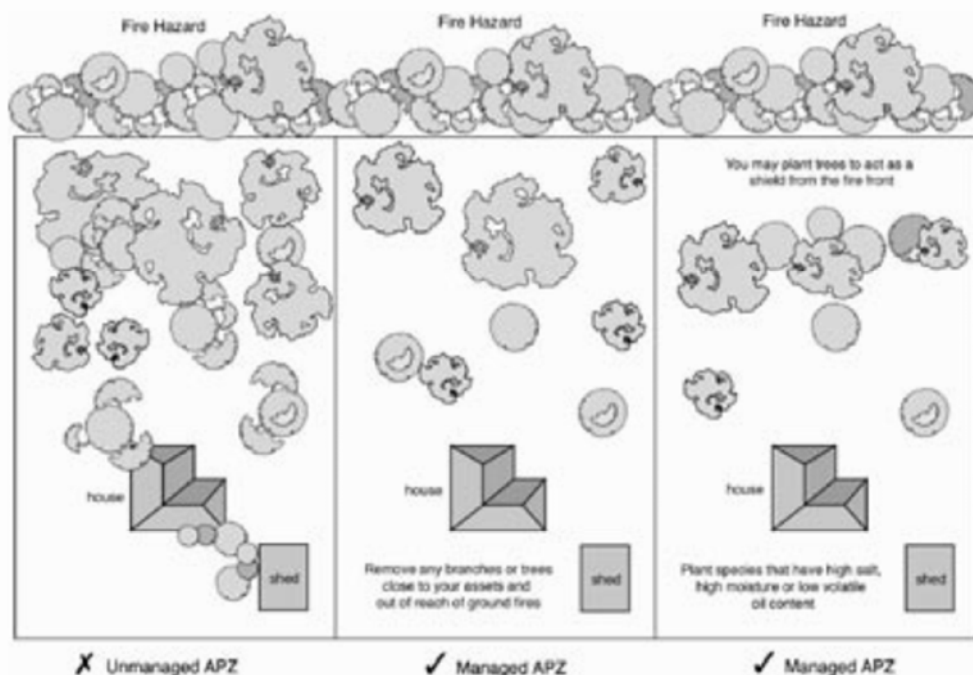 Fire Hazard
Fire Hazard
Fire Hazard
You may plant trees to act as a
shield from the fire front
house
house
house
shed
Remove any branches or trees
close to your assets and
out of reach of ground fires
shed
Plant species that have high salt,
high moisture or low volatile
oil content
shed
✗ Unmanaged APZ
✓ Managed APZ
✓ Managed APZ